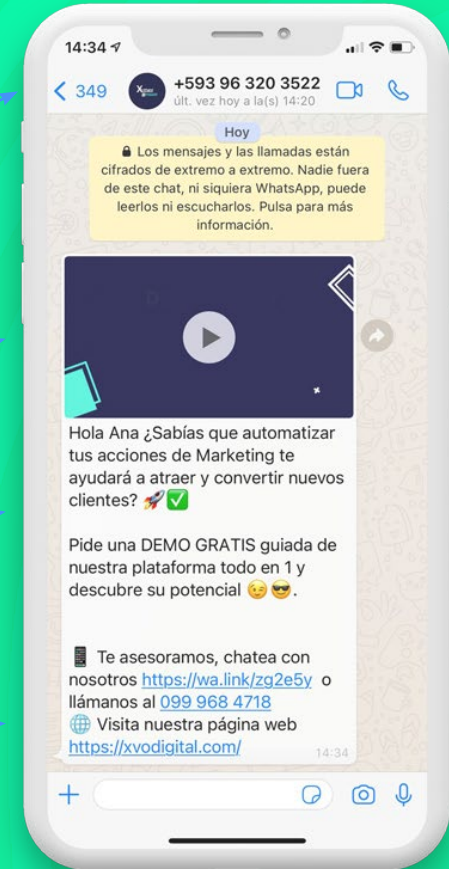 14:34
349
+593 96 320 3522
últ. vez hoy a la(s) 14:20
Hoy
Los mensajes y las llamadas están
cifrados de extremo a extremo. Nadie fuera
de este chat, ni siquiera WhatsApp, puede
leerlos ni escucharlos. Pulsa para más
información.
Hola Ana ¿Sabías que automatizar
tus acciones de Marketing te
ayudará a atraer y convertir nuevos
clientes? 🚀✅
Pide una DEMO GRATIS guiada de
nuestra plataforma todo en 1 y
descubre su potencial 😉😎.
📱 Te asesoramos, chatea con
nosotros https://wa.link/zg2e5y o
llámanos al 099 968 4718
🌐 Visita nuestra página web
https://xvodigital.com/
14:34